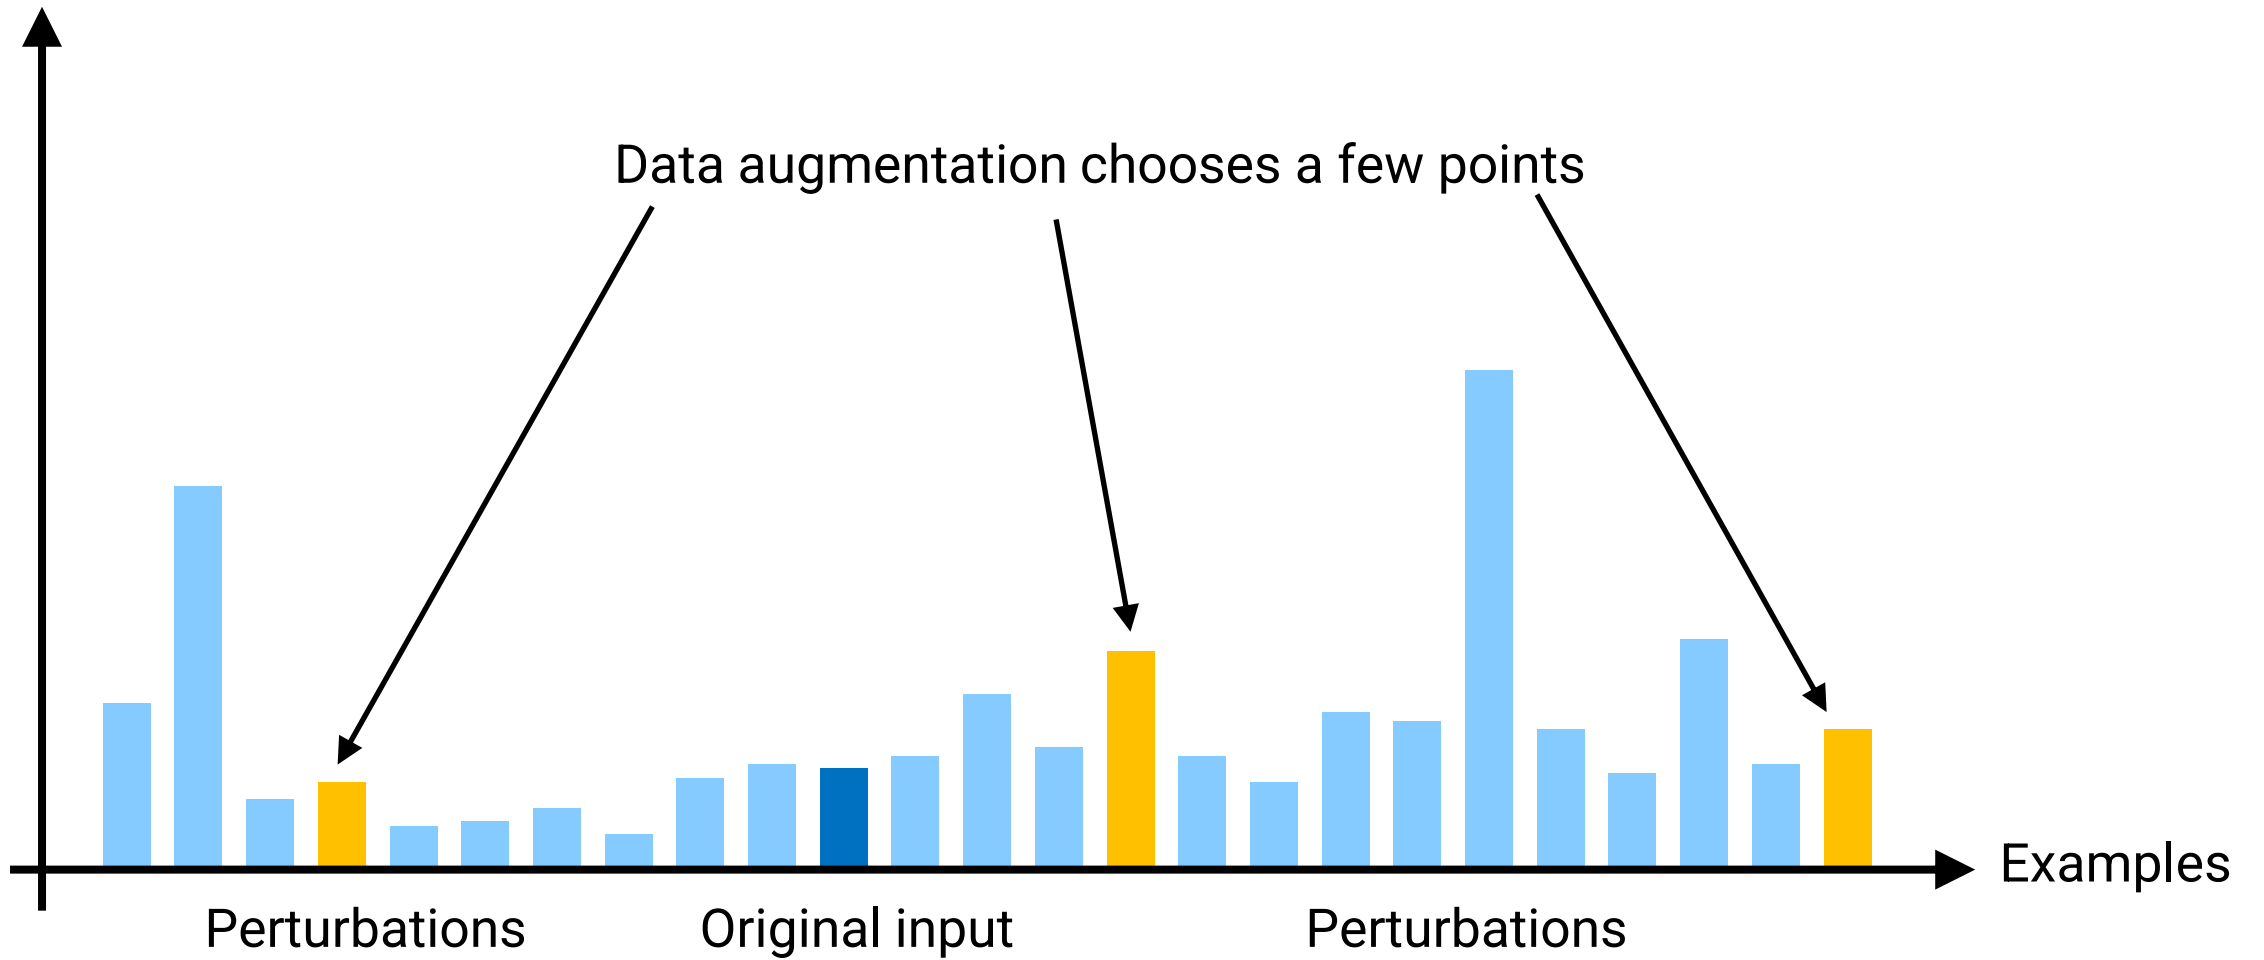 Data augmentation chooses a few points
Examples
Perturbations
Original input
Perturbations